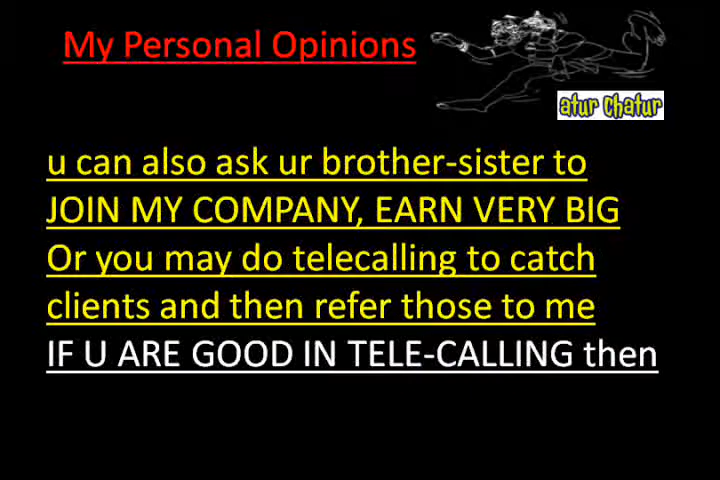 My Personal Opinions
atur chatur
u can also ask ur brother-sister to
JOIN MY COMPANY, EARN VERY BIG
Or you may do telecalling to catch
clients and then refer those to me
IF U ARE GOOD IN TELE-CALLING then